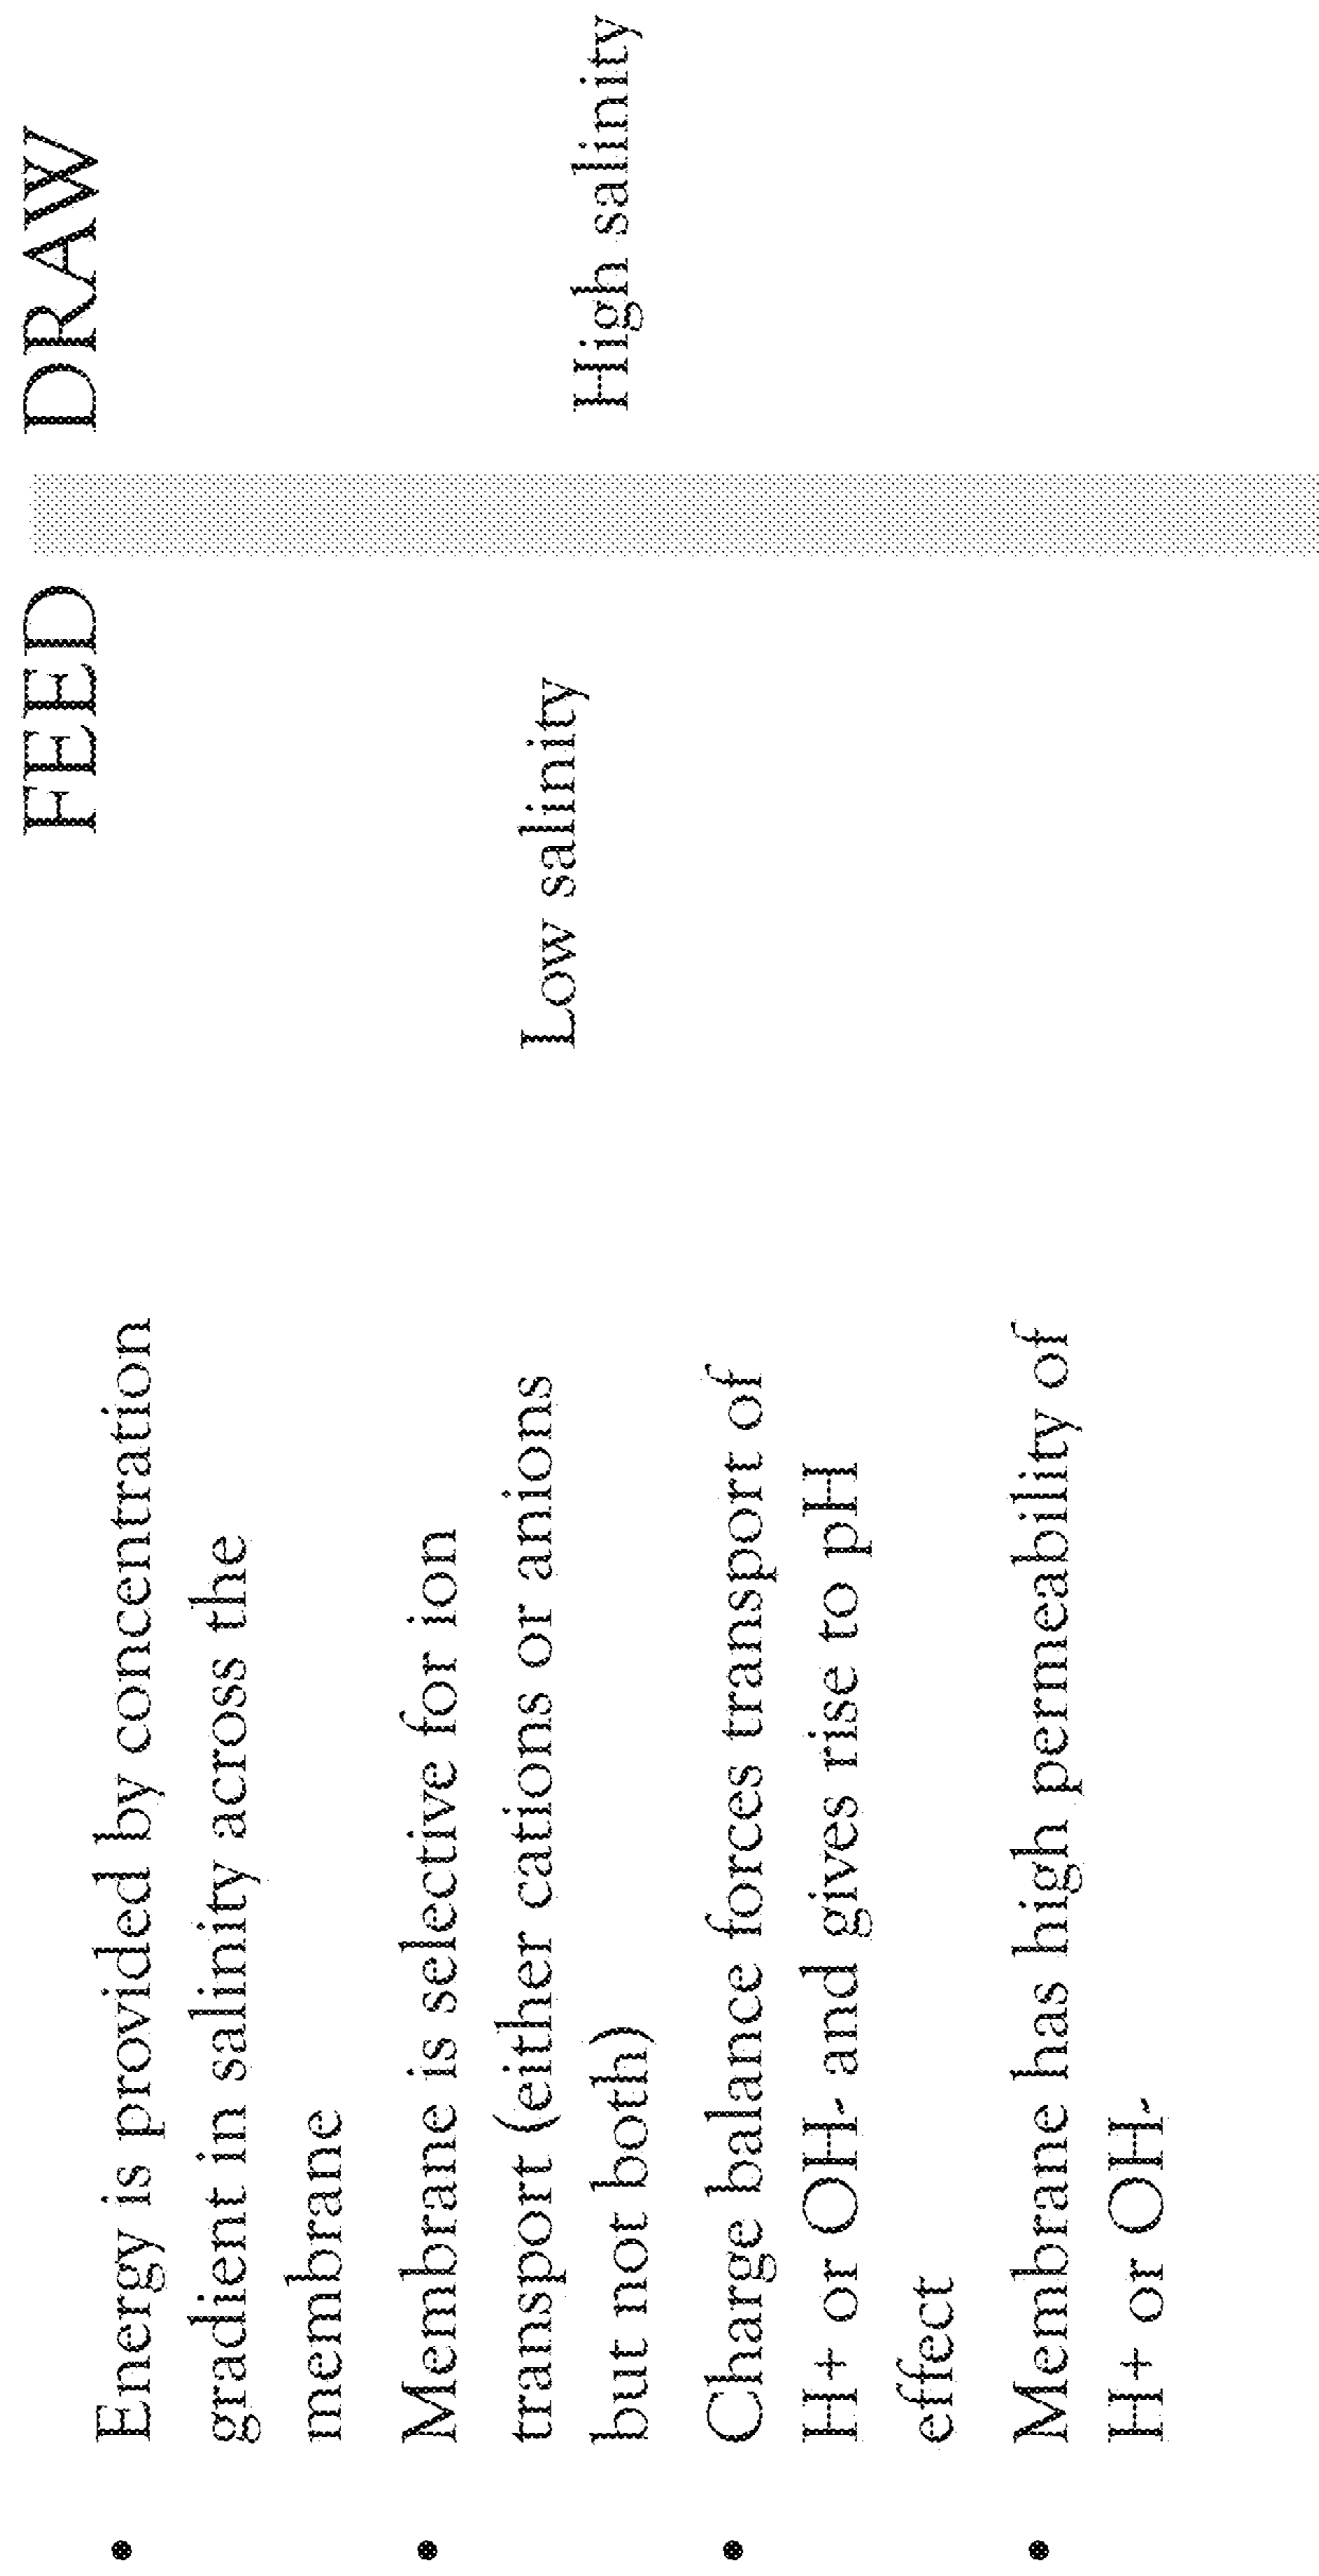 FEED DRAW
• Energy is provided by concentration
gradient in salinity across the
membrane
• Membrane is selective for ion
transport (either cations or anions
but not both)
• Charge balance forces transport of
H+ or OH- and gives rise to pH
effect
• Membrane has high permeability of
H+ or OH-
Low salinity
High salinity